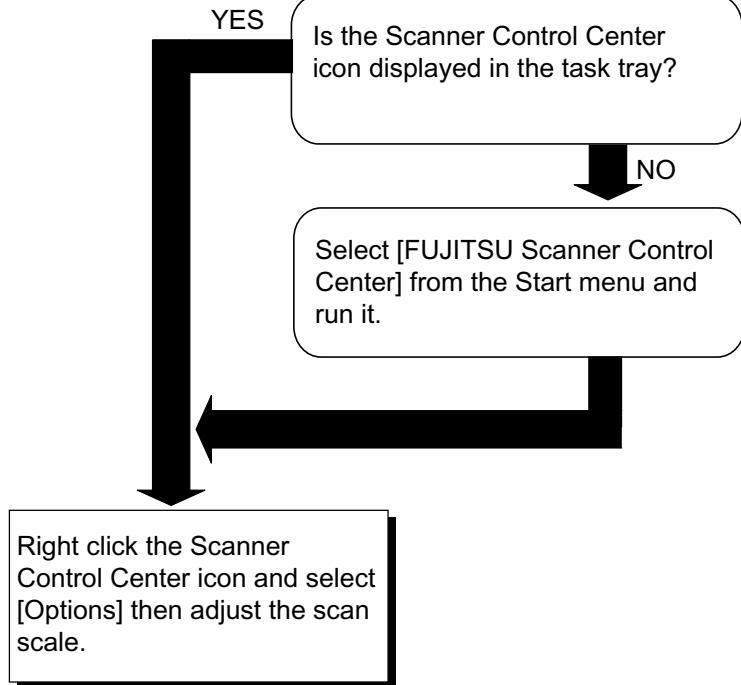 YES
Is the Scanner Control Center
icon displayed in the task tray?
NO
Select [FUJITSU Scanner Control
Center] from the Start menu and
run it.
Right click the Scanner
Control Center icon and select
[Options] then adjust the scan
scale.